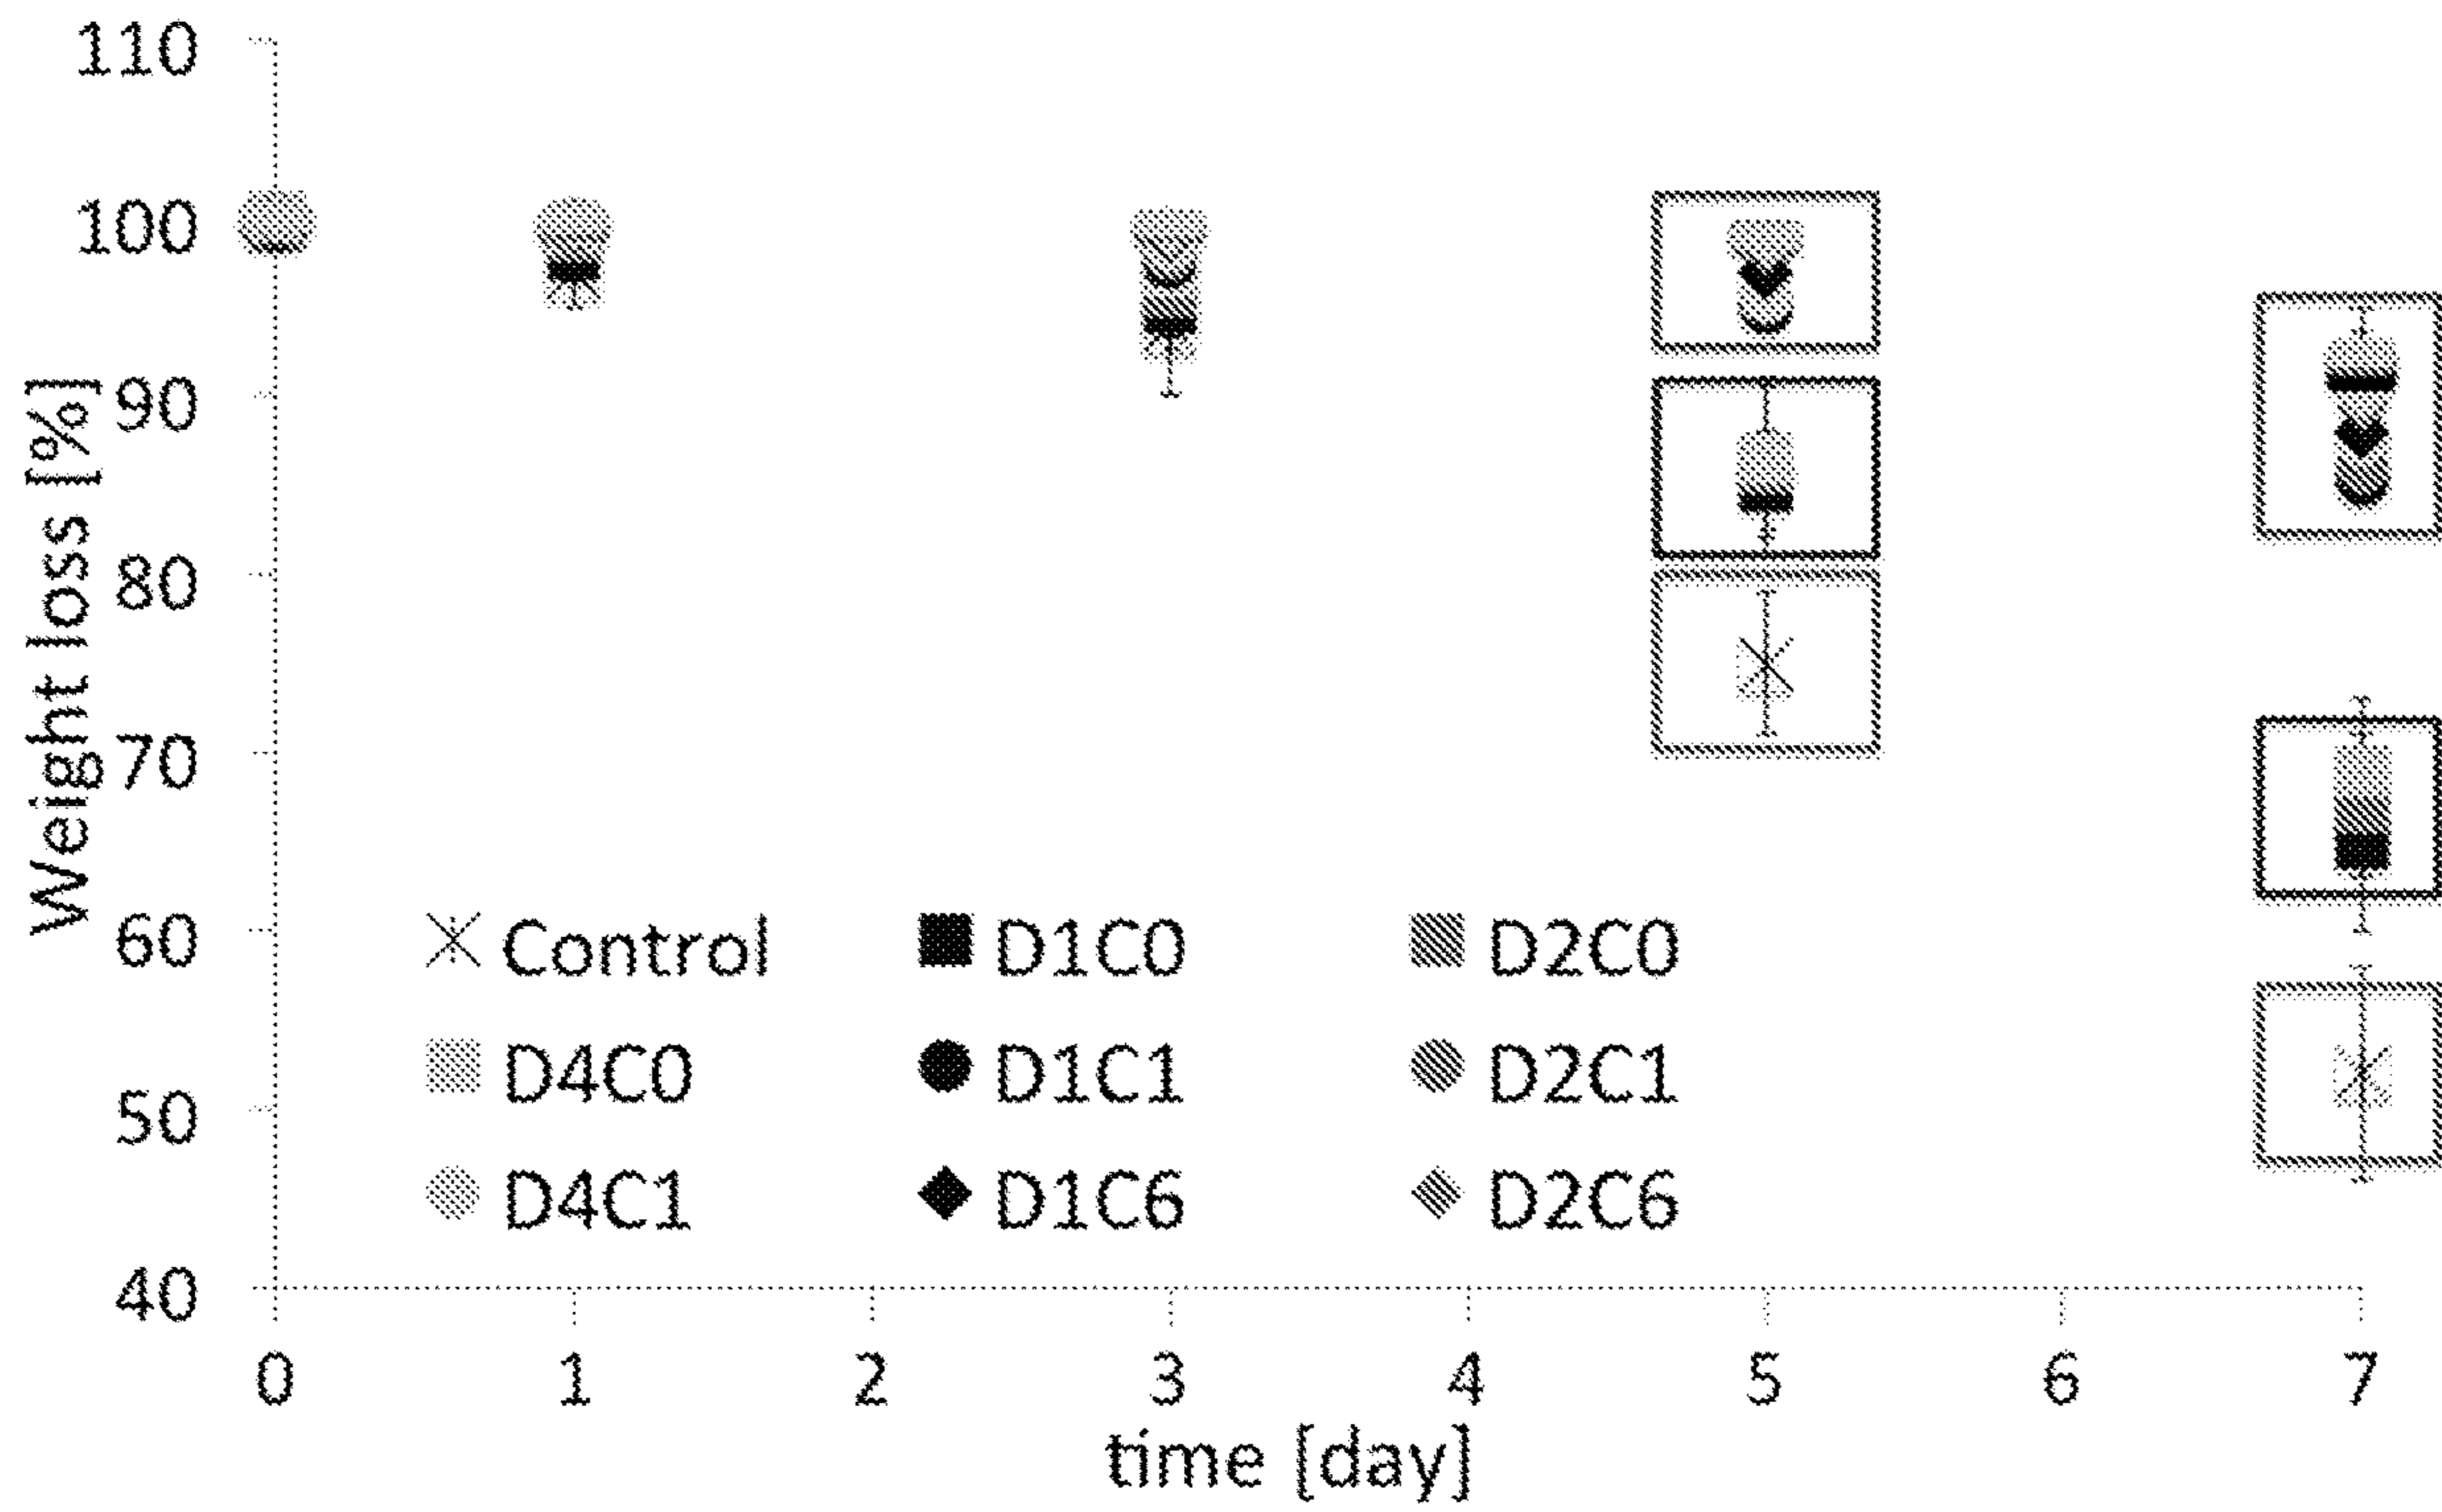 110
100
90
80
70
60
50
40
Weight loss [%]
Control D1C0 D2C0
D4C0 D1C1 D2C1
D4C1 D1C6 D2C6
0 1 2 3 4 5 6 7
time [day]